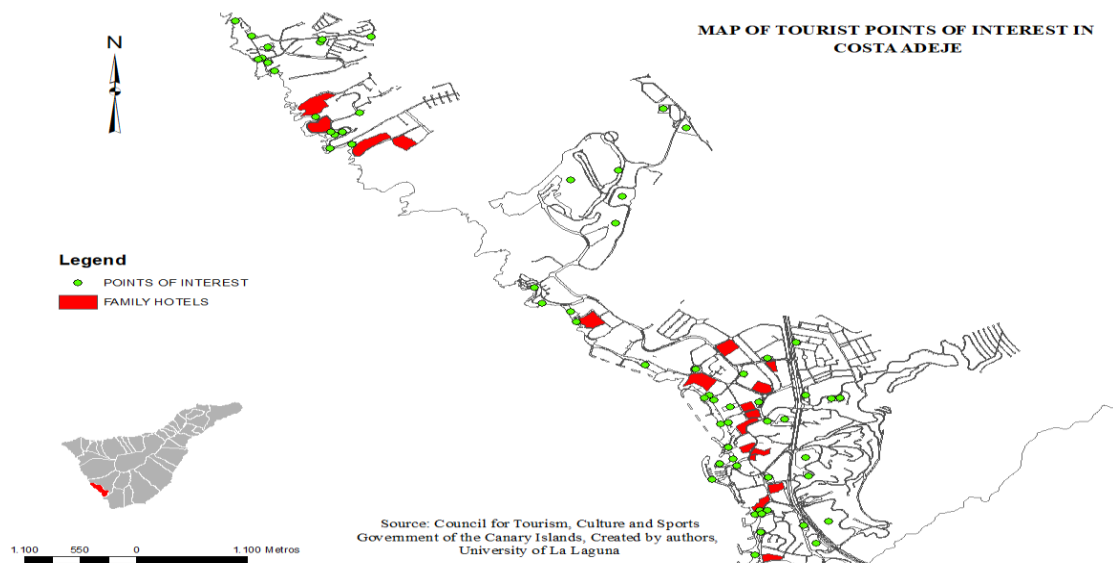 MAP OF TOURIST POINTS OF INTEREST IN
COSTA ADEJE
N
Legend
POINTS OF INTEREST
FAMILY HOTELS
Source: Council for Tourism, Culture and Sports
Government of the Canary Islands, Created by authors,
University of La Laguna
1.100 550 0 1.100 Metros